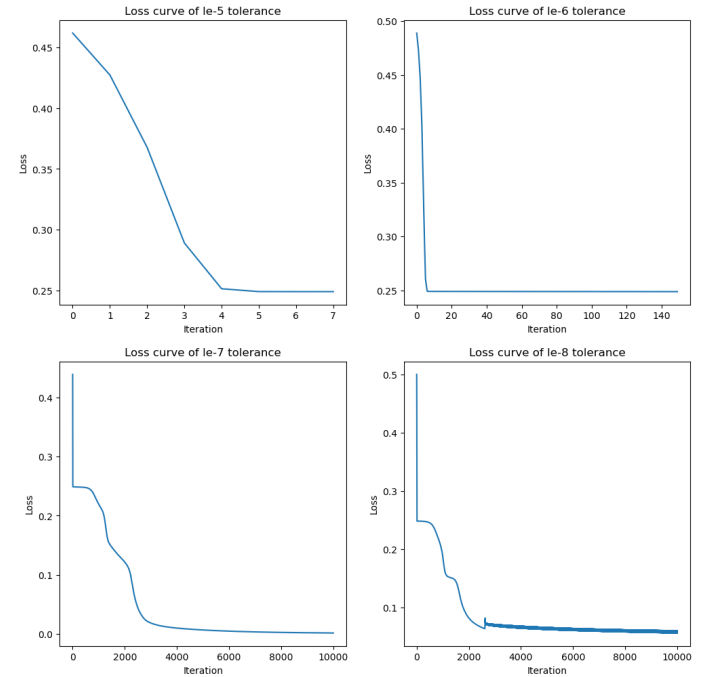 Loss curve of le-5 tolerance
0.45
0.40
0.35
0.30
0.25
Loss
0 1 2 3 4 5 6 7
Iteration
Loss curve of le-6 tolerance
0.50
0.45
0.40
0.35
0.30
0.25
Loss
0 20 40 60 80 100 120 140
Iteration
Loss curve of le-7 tolerance
0.4
0.3
0.2
0.1
0.0
Loss
0 2000 4000 6000 8000 10000
Iteration
Loss curve of le-8 tolerance
0.5
0.4
0.3
0.2
0.1
Loss
0 2000 4000 6000 8000 10000
Iteration